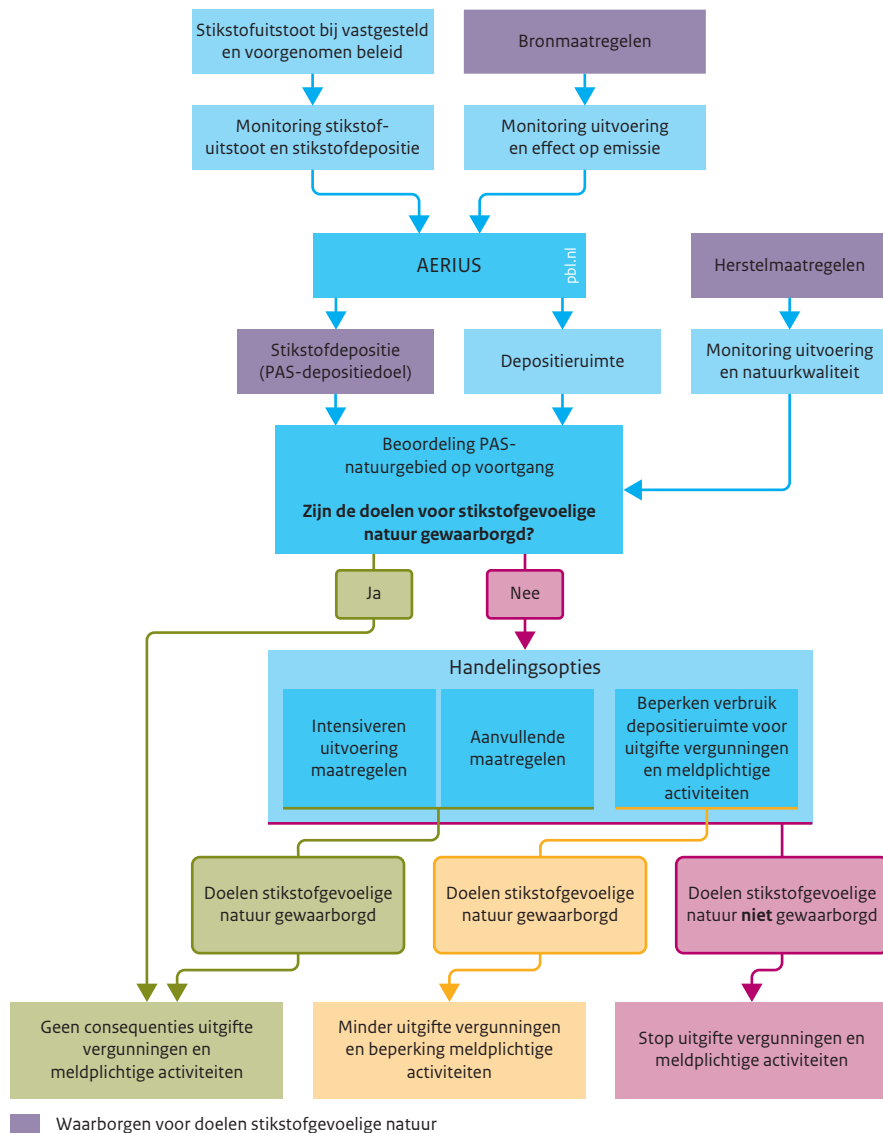 Stikstofuitstoot bij vastgesteld
en voorgenomen beleid
Bronmaatregelen
Monitoring stikstof-
uitstoot en stikstofdepositie
Monitoring uitvoering
en effect op emissie
AERIUS
pbl.nl
Herstelmaatregelen
Stikstofdepositie
(PAS-depositiedoel)
Depositieruimte
Monitoring uitvoering
en natuurkwaliteit
Beoordeling PAS-
natuurgebied op voortgang
Zijn de doelen voor stikstofgevoelige
natuur gewaarborgd?
Ja
Nee
Handelingsopties
Intensiveren
uitvoering
maatregelen
Aanvullende
maatregelen
Beperken verbruik
depositieruimte voor
uitgifte vergunningen
en meldplichtige
activiteiten
Doelen stikstofgevoelige
natuur gewaarborgd
Doelen stikstofgevoelige
natuur gewaarborgd
Doelen stikstofgevoelige
natuur niet gewaarborgd
Geen consequenties uitgifte
vergunningen en
meldplichtige activiteiten
Minder uitgifte vergunningen
en beperking meldplichtige
activiteiten
Stop uitgifte vergunningen en
meldplichtige activiteiten
Waarborgen voor doelen stikstofgevoelige natuur